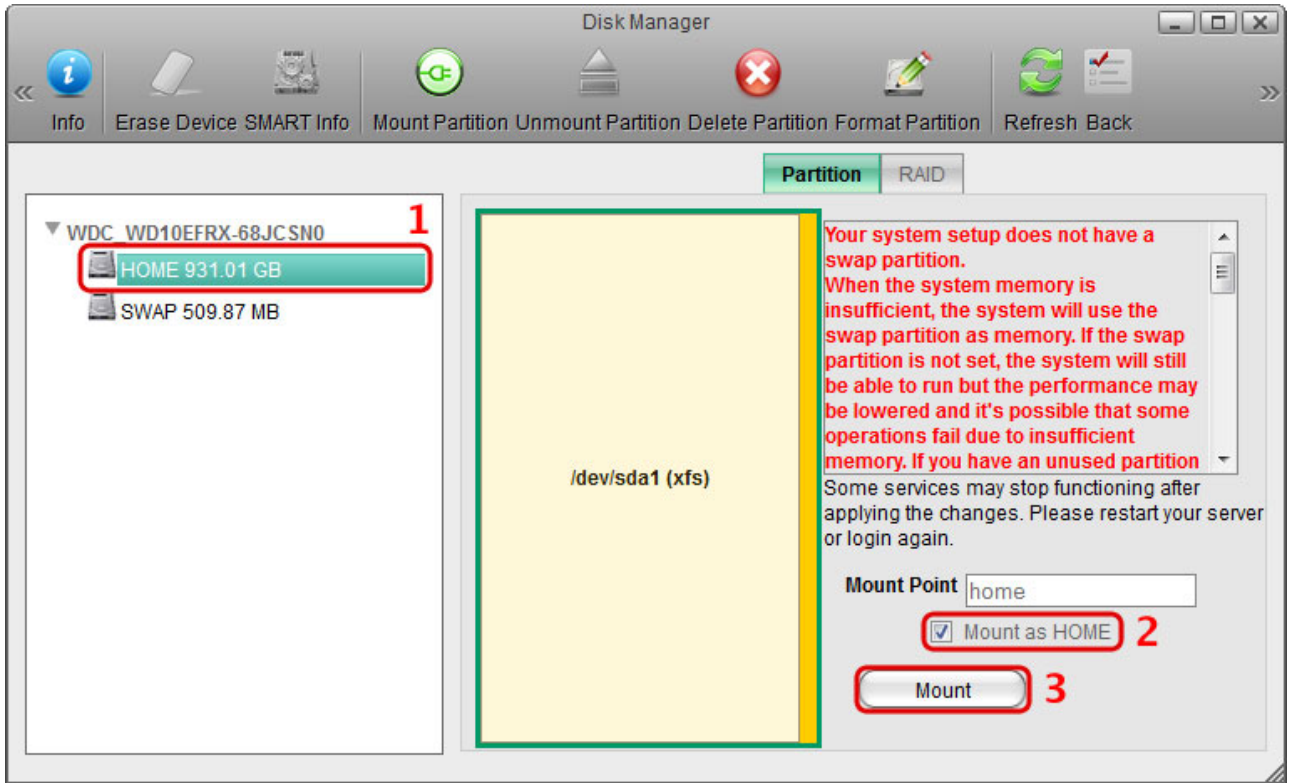 Disk Manager
« Info Erase Device SMART Info Mount Partition Unmount Partition Delete Partition Format Partition Refresh Back »
Partition RAID
WDC_WD10EFRX-68JCSN0
1
HOME 931.01 GB
SWAP 509.87 MB
/dev/sda1 (xfs)
Your system setup does not have a
swap partition.
When the system memory is
insufficient, the system will use the
swap partition as memory. If the swap
partition is not set, the system will still
be able to run but the performance may
be lowered and it's possible that some
operations fail due to insufficient
memory. If you have an unused partition
Some services may stop functioning after
applying the changes. Please restart your server
or login again.
Mount Point home
Mount as HOME 2
Mount 3